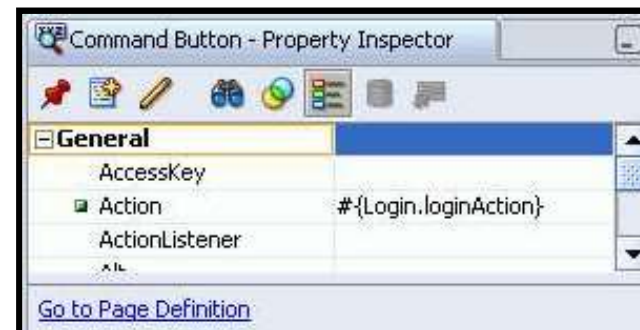 Command Button - Property Inspector
General
AccessKey
Action #{Login.loginAction}
ActionListener
Go to Page Definition